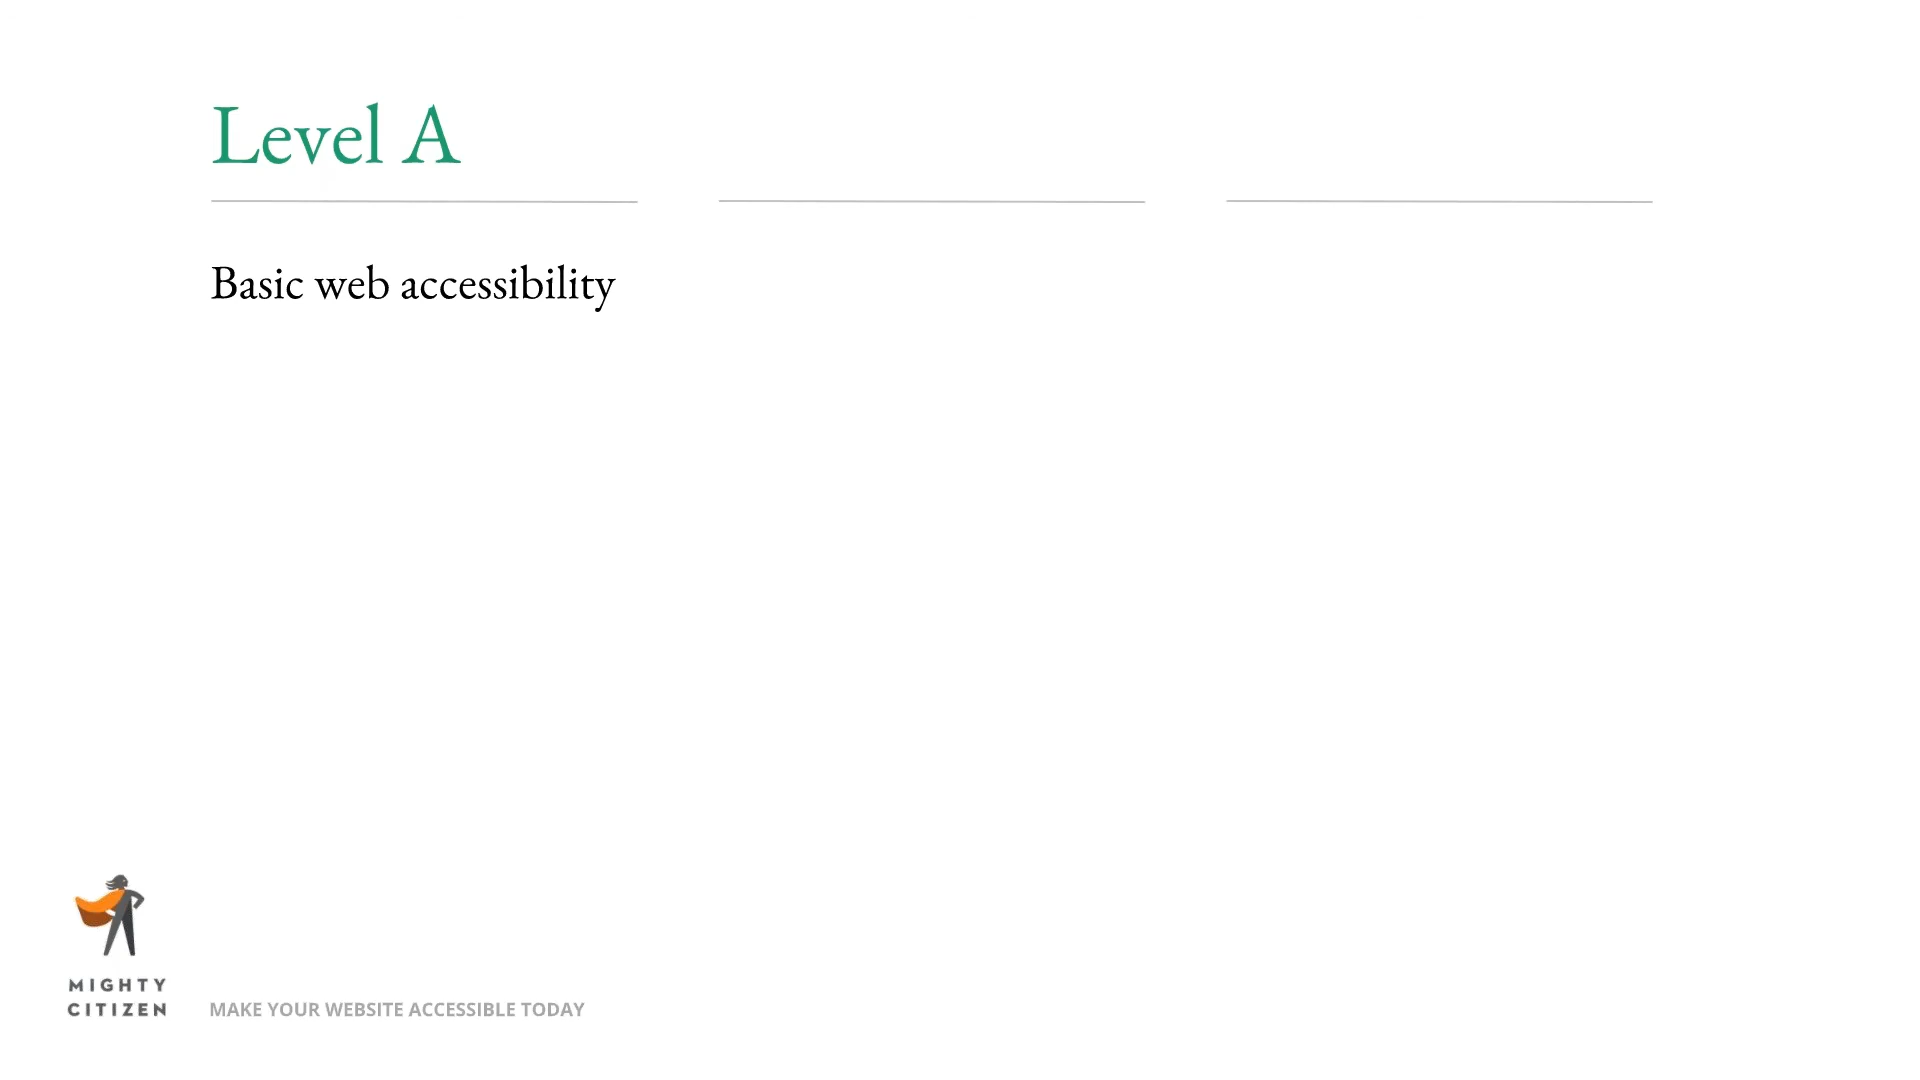 Level A
Basic web accessibility
MIGHTY
CITIZEN
MAKE YOUR WEBSITE ACCESSIBLE TODAY